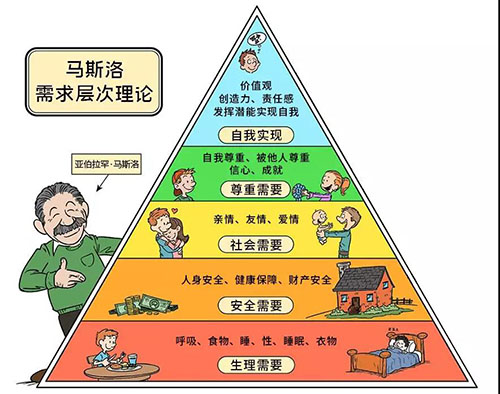 马斯洛
需求层次理论
亚伯拉罕·马斯洛
价值观
创造力、责任感
发挥潜能实现自我
自我实现
自我尊重、被他人尊重
信心、成就
尊重需要
亲情、友情、爱情
社会需要
人身安全、健康保障、财产安全
安全需要
呼吸、食物、睡、性、睡眠、衣物
生理需要